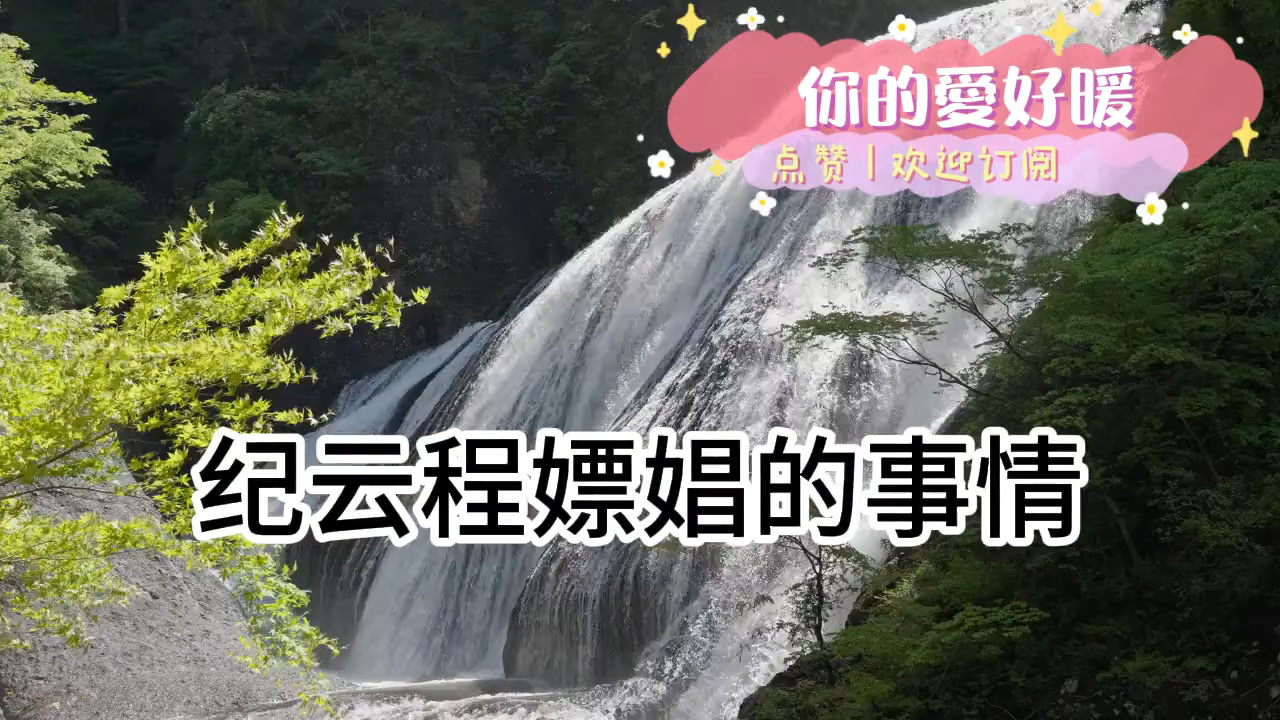 你的愛好暖
点赞丨欢迎订阅
纪云程嫖娼的事情